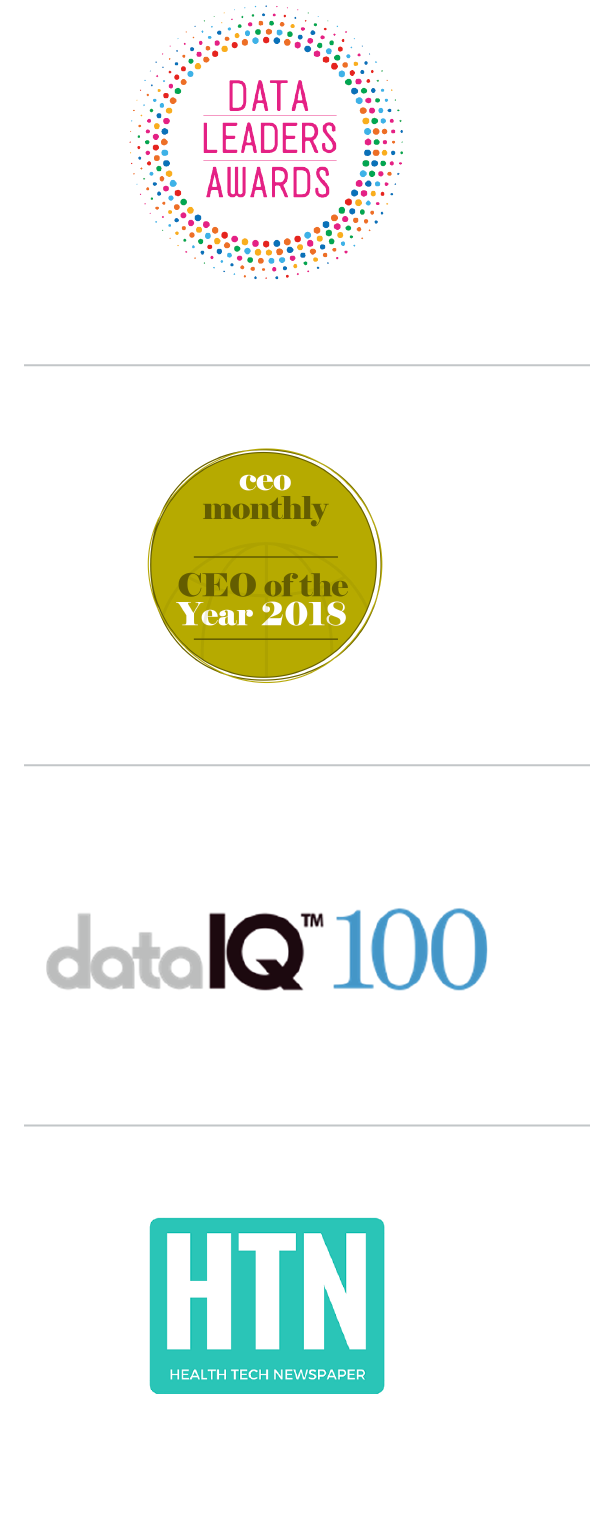 DATA
LEADERS
AWARDS
ceo
monthly
CEO of the
Year 2018
dataIQ™ 100
HTN
HEALTH TECH NEWSPAPER